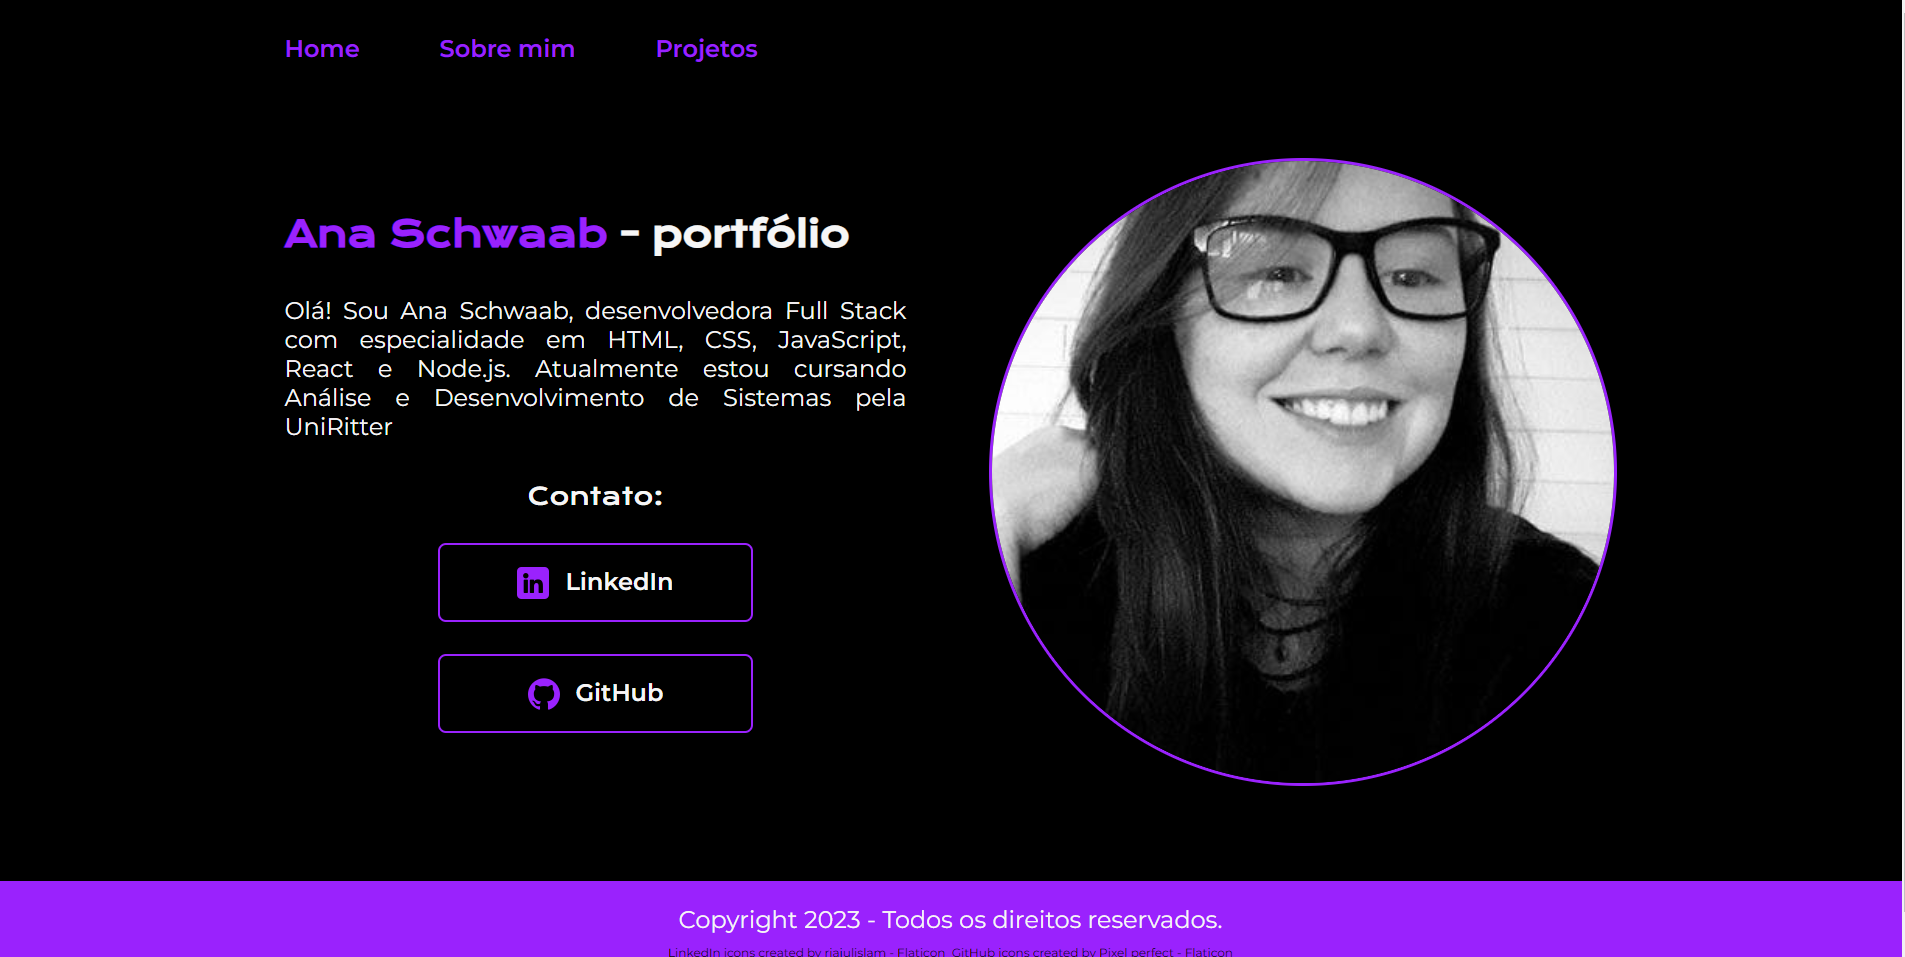 Home Sobre mim Projetos
Ana Schwaab - portfólio
Olá! Sou Ana Schwaab, desenvolvedora Full Stack
com especialidade em HTML, CSS, JavaScript,
React e Node.js. Atualmente estou cursando
Análise e Desenvolvimento de Sistemas pela
UniRitter
Contato:
LinkedIn
GitHub
Copyright 2023 - Todos os direitos reservados.
LinkedIn icons created by riajulislam - Flaticon GitHub icons created by Pixel perfect - Flaticon